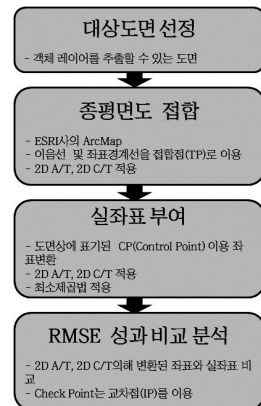 대상도면 선정
- 객체 레이어를 추출할 수 있는 도면
종평면도 접합
- ESRI사의 ArcMap
- 이음선 및 좌표경계선을 접합점(TP)로 이용
- 2D A/T, 2D C/T 적용
실좌표 부여
- 도면상에 표기된 CP(Control Point) 이용 좌
표변환
- 2D A/T, 2D C/T 적용
- 최소제곱법 적용
RMSE 성과비교 분석
- 2D A/T, 2D C/T의해 변환된 좌표와 실좌표 비
교
- Check Point는 교차점(IP)를 이용